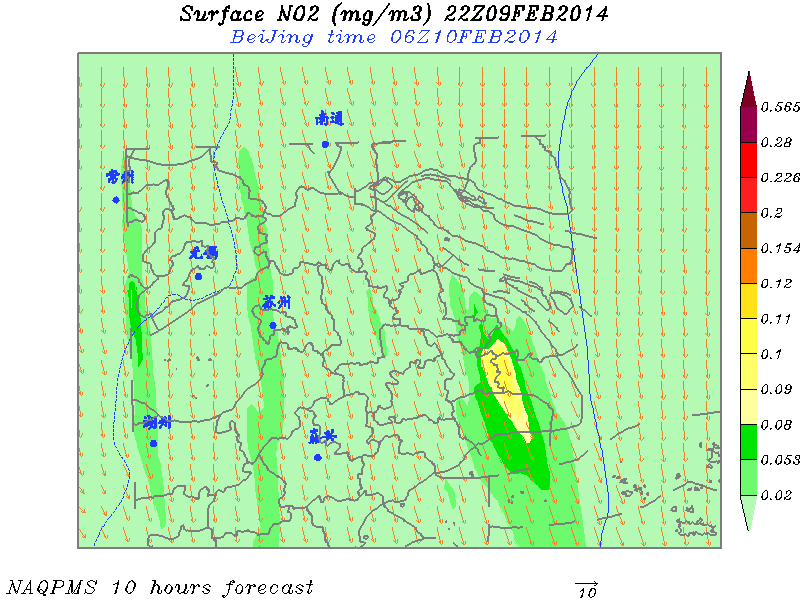 Surface NO2 (mg/m3) 22Z09FEB2014
BeiJing time 06Z10FEB2014
南通
常州
无锡
苏州
湖州
嘉兴
0.565
0.28
0.226
0.2
0.154
0.12
0.11
0.1
0.09
0.08
0.053
0.02
NAQPMS 10 hours forecast
10